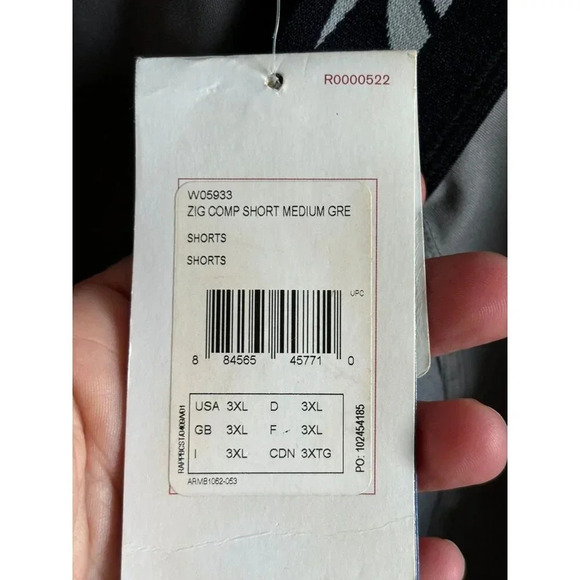 R0000522
W05933
ZIG COMP SHORT MEDIUM GRE
SHORTS
SHORTS
UPC
8 84565 45771 0
USA 3XL D 3XL
GB 3XL F 3XL
I 3XL CDN 3XTG
ARMB1062-053
PO: 102454185